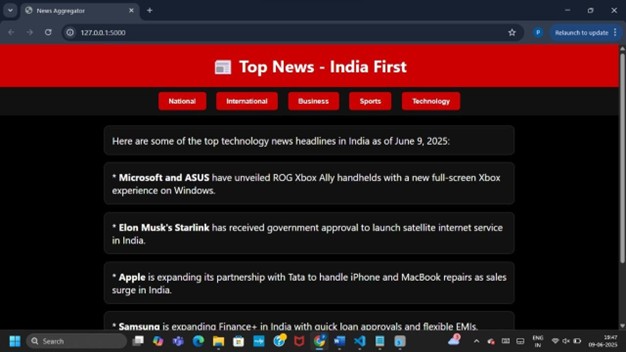 News Aggregator
127.0.0.1:5000
P
Relaunch to update
Top News - India First
National
International
Business
Sports
Technology
Here are some of the top technology news headlines in India as of June 9, 2025:
* Microsoft and ASUS have unveiled ROG Xbox Ally handhelds with a new full-screen Xbox
experience on Windows.
* Elon Musk's Starlink has received government approval to launch satellite internet service
in India.
* Apple is expanding its partnership with Tata to handle iPhone and MacBook repairs as sales
surge in India.
* Samsung is expanding Finance+ in India with quick loan approvals and flexible EMIs.
Search
ENG
IN
18:47
09-06-2025